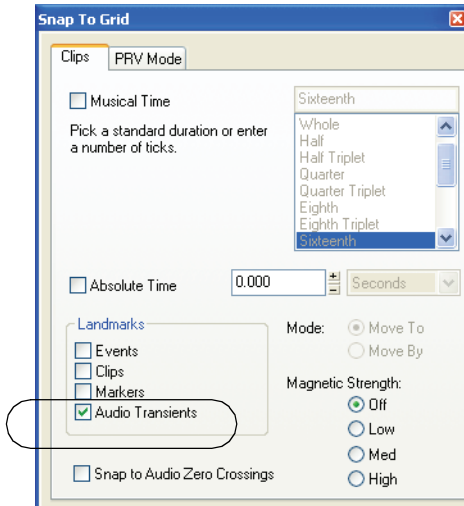 Snap To Grid
Clips PRV Mode
Musical Time
Sixteenth
Pick a standard duration or enter
a number of ticks.
Whole
Half
Half Triplet
Quarter
Quarter Triplet
Eighth
Eighth Triplet
Sixteenth
Absolute Time 0.000 Seconds
Landmarks
Events
Clips
Markers
Audio Transients
Mode: Move To
Move By
Magnetic Strength:
Off
Low
Med
High
Snap to Audio Zero Crossings